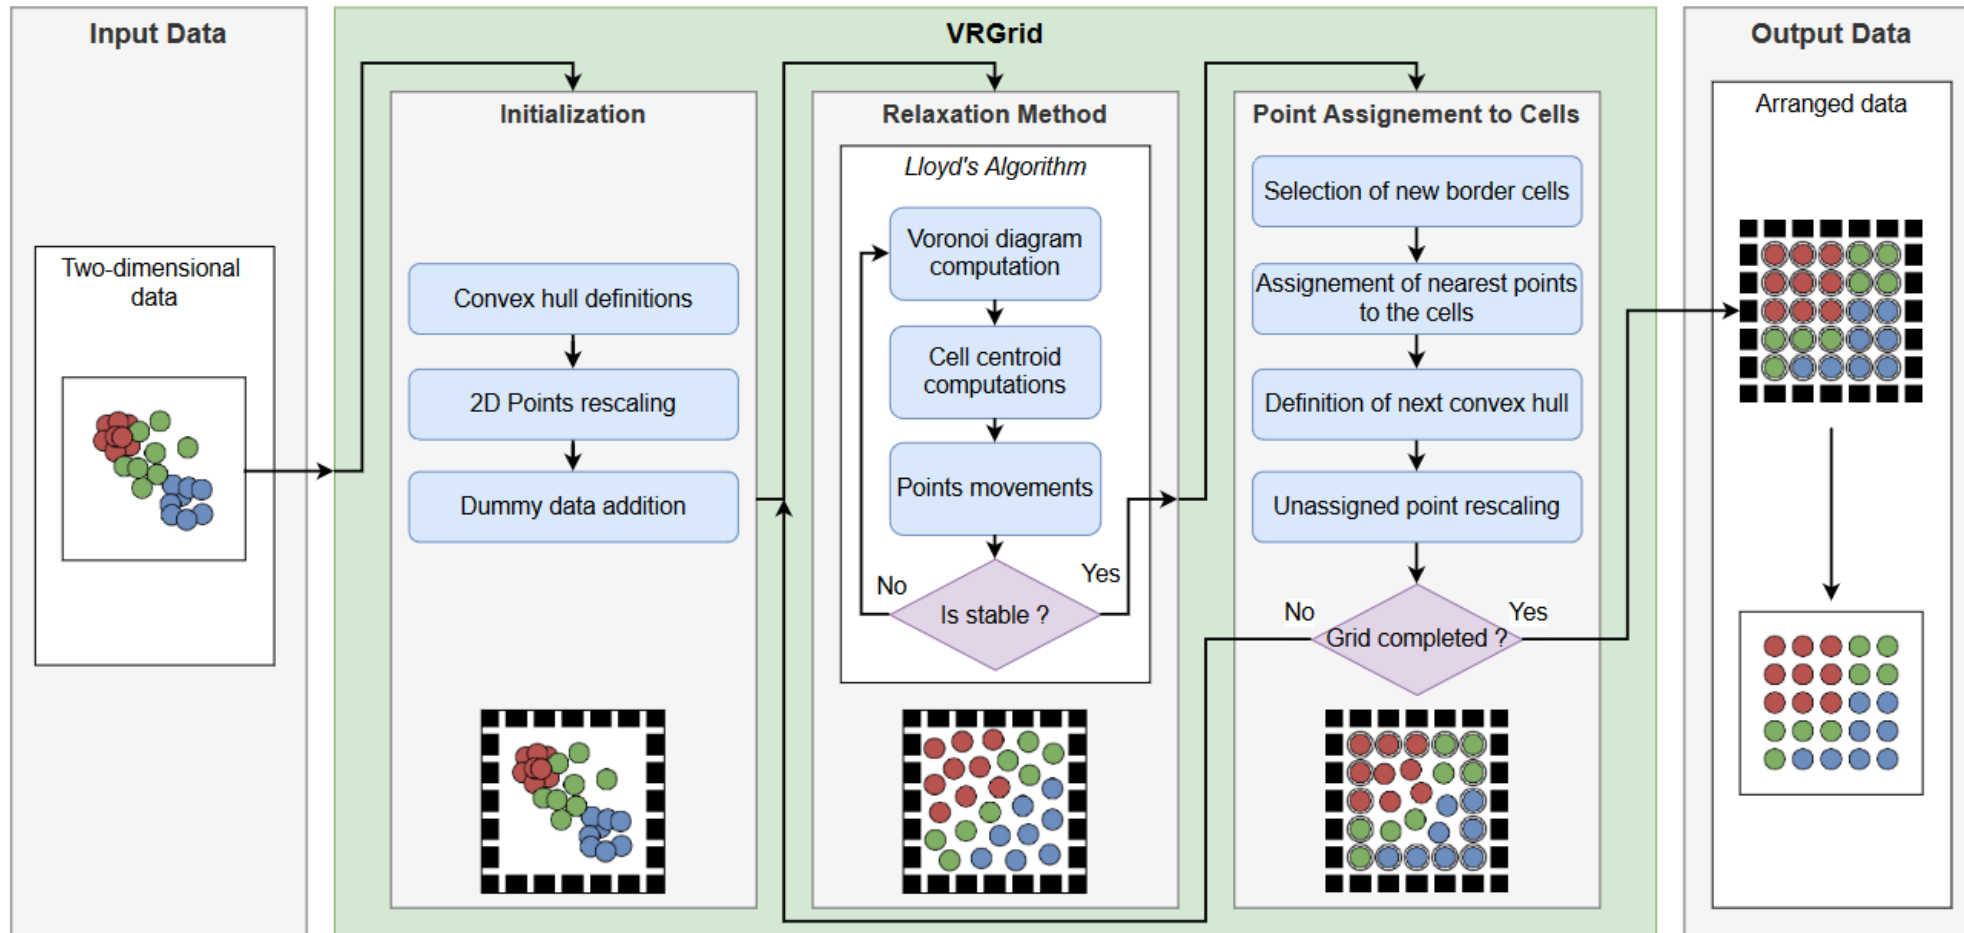 Input Data
Two-dimensional
data
VRGrid
Initialization
Convex hull definitions
2D Points rescaling
Dummy data addition
Relaxation Method
Lloyd's Algorithm
Voronoi diagram
computation
Cell centroid
computations
Points movements
No
Yes
Is stable ?
Point Assignement to Cells
Selection of new border cells
Assignement of nearest points
to the cells
Definition of next convex hull
Unassigned point rescaling
No
Yes
Grid completed ?
Output Data
Arranged data